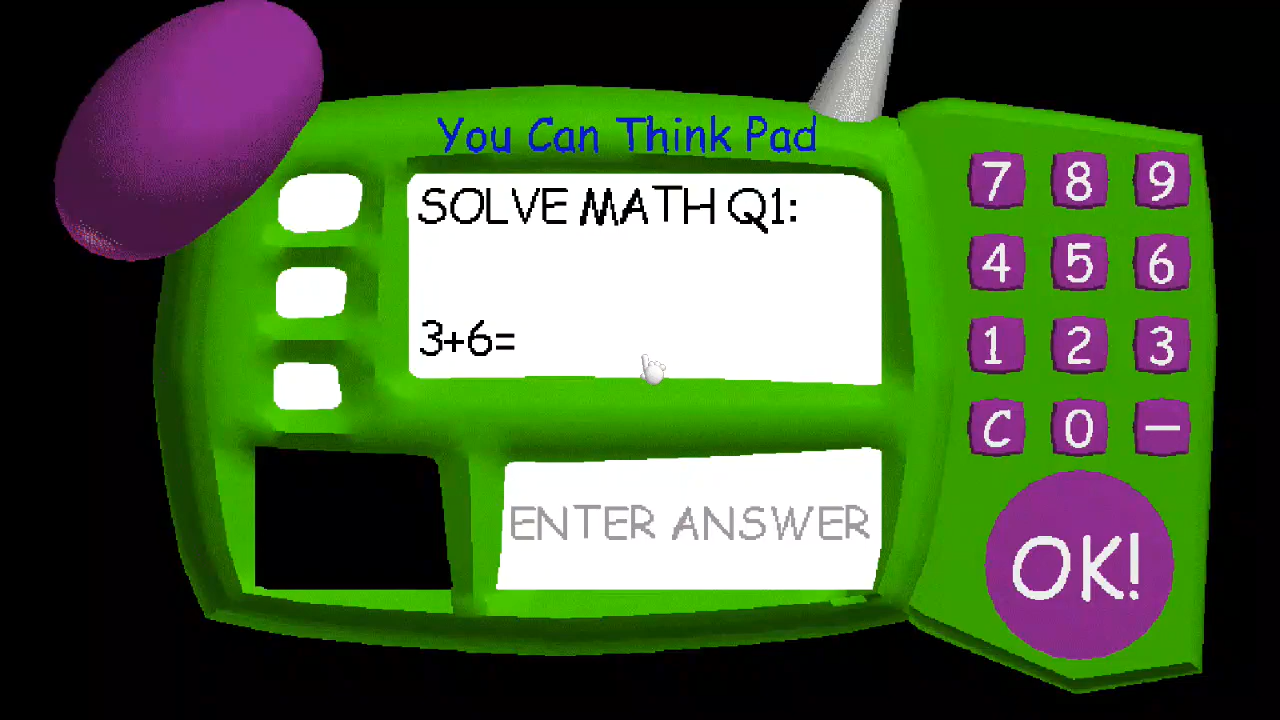 You Can Think Pad
SOLVE MATH Q1:
3+6=
ENTER ANSWER
7 8 9
4 5 6
1 2 3
C 0 —
OK!